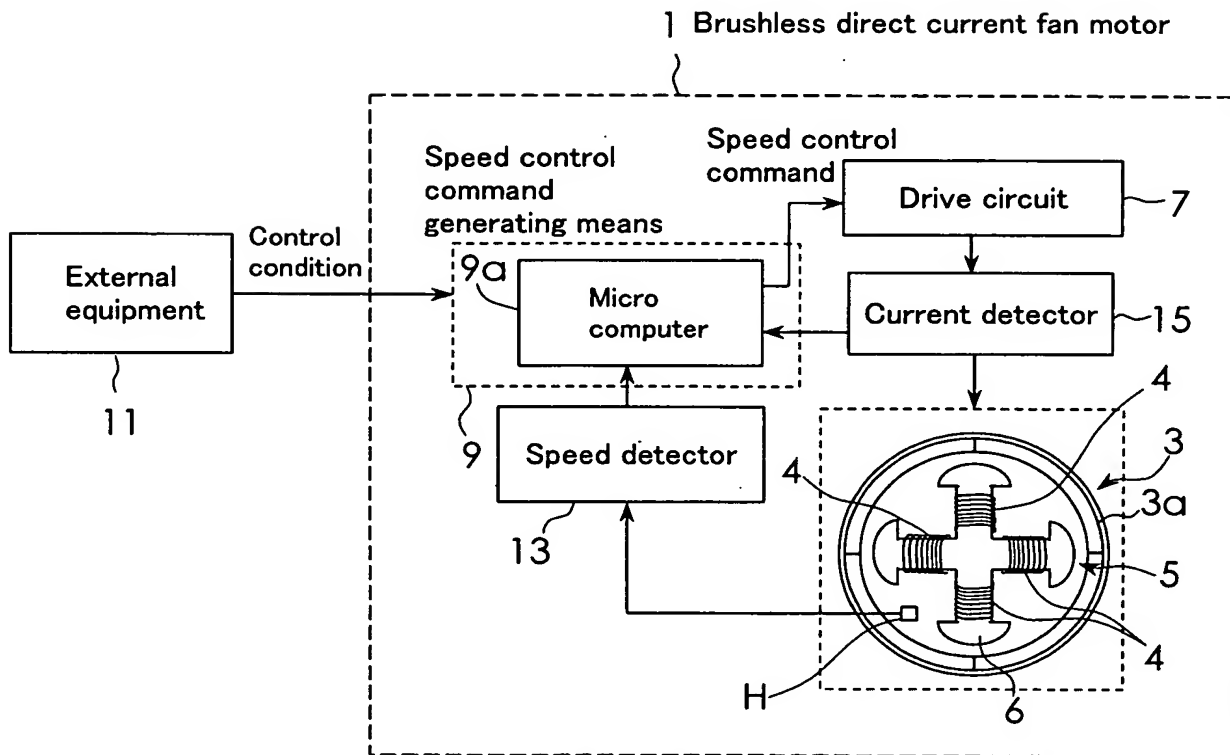 1 Brushless direct current fan motor
Speed control
command
generating means
Speed control
command
Drive circuit
7
External
equipment
11
Control
condition
9a
Micro
computer
Current detector
15
9
Speed detector
13
4
4
3
3a
5
4
H
6